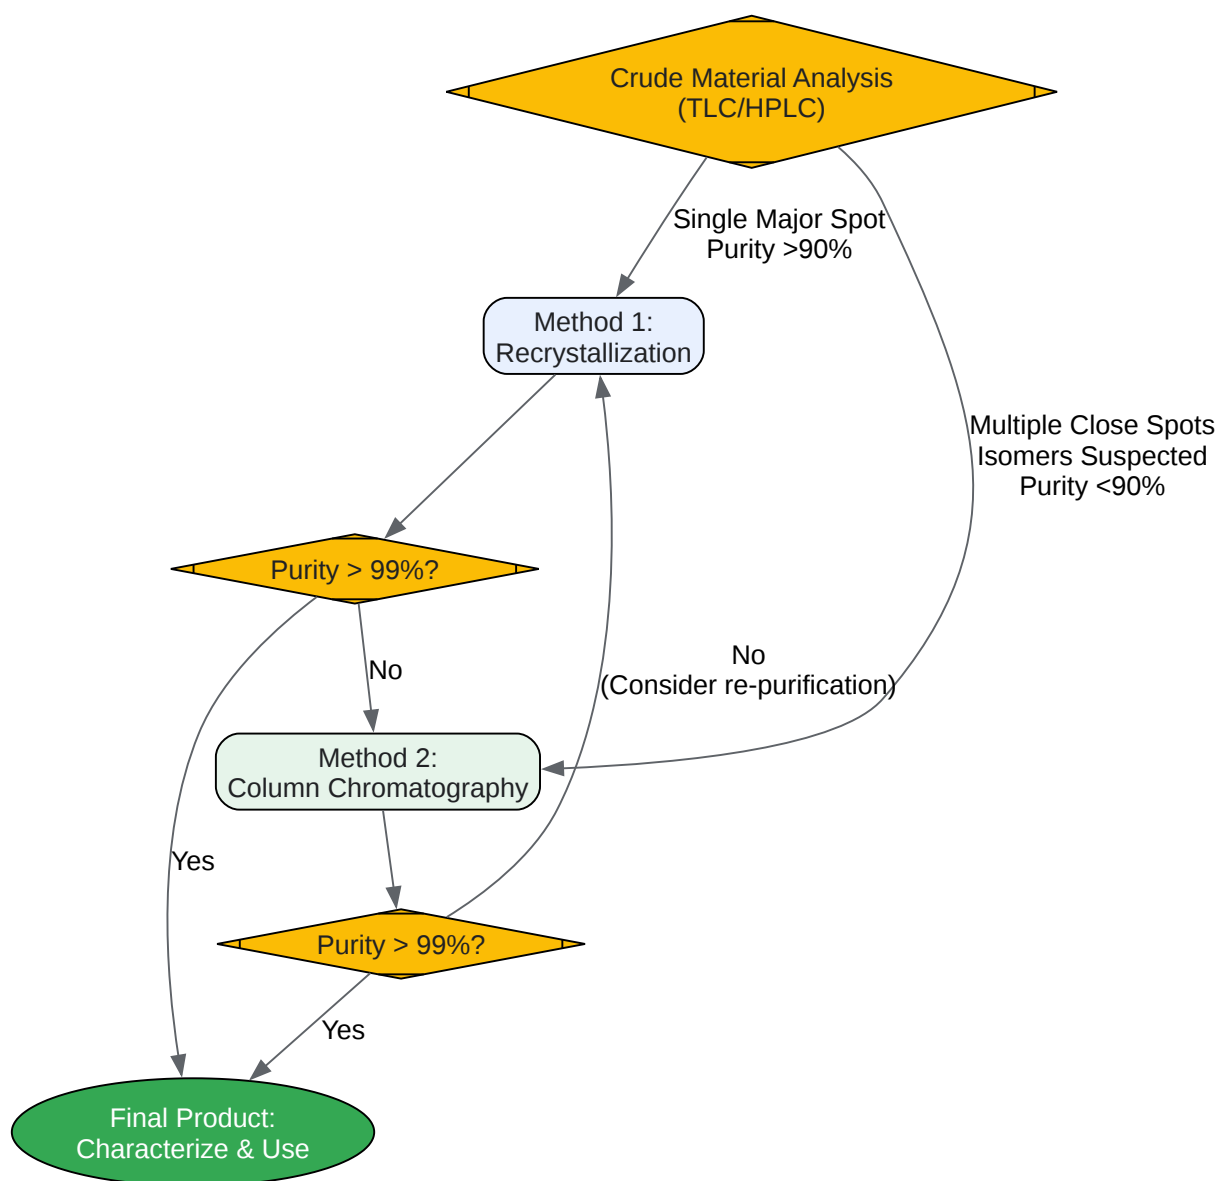 Crude Material Analysis
(TLC/HPLC)
Single Major Spot
Purity >90%
Method 1:
Recrystallization
Multiple Close Spots
Isomers Suspected
Purity <90%
Purity > 99%?
No
No
(Consider re-purification)
Method 2:
Column Chromatography
Yes
Purity > 99%?
Yes
Final Product:
Characterize & Use